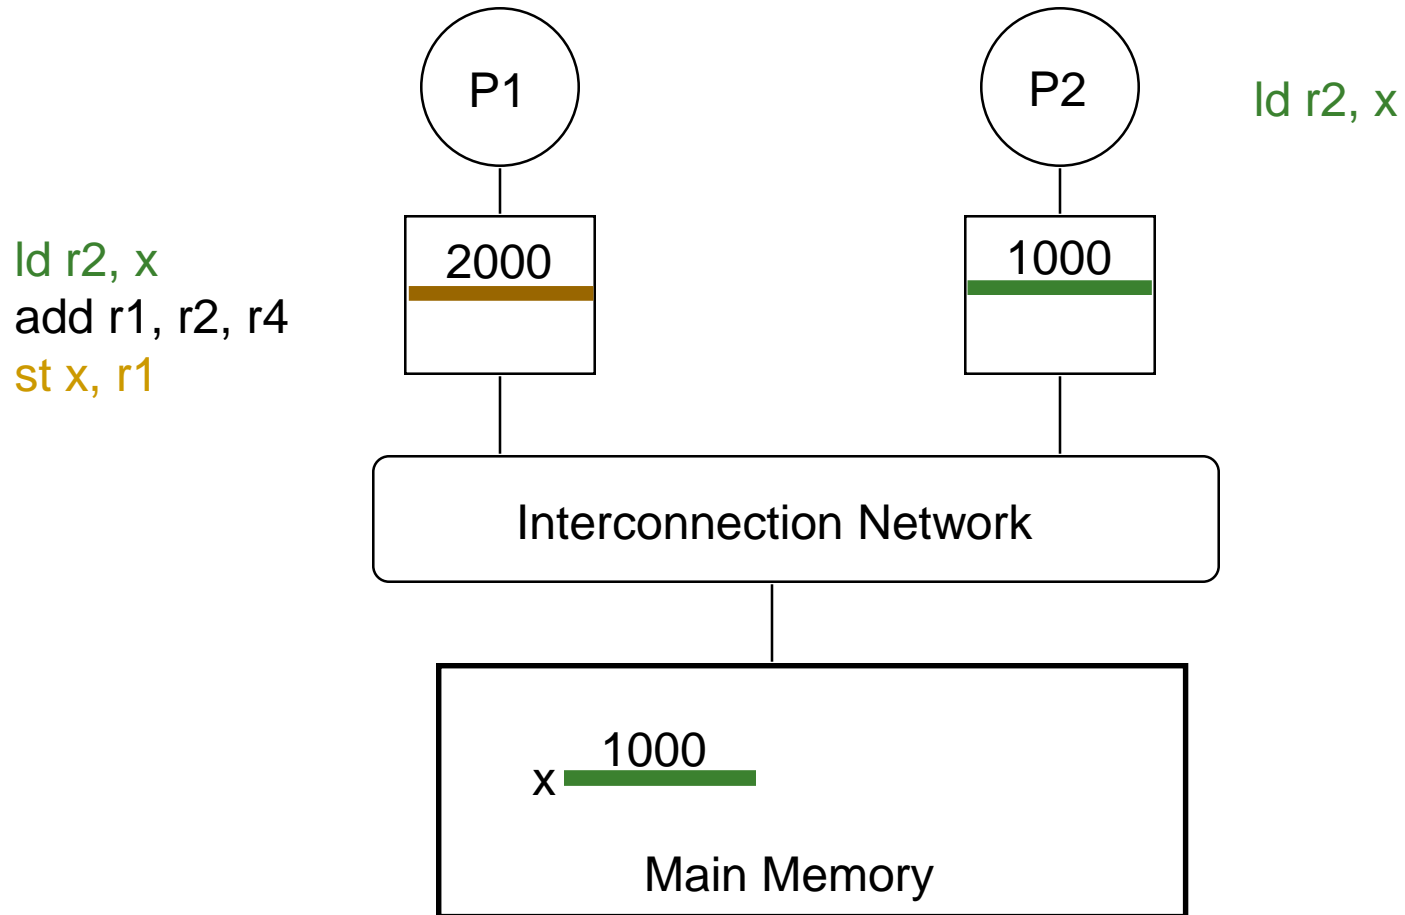 P1
P2
ld r2, x
ld r2, x
add r1, r2, r4
st x, r1
2000
1000
Interconnection Network
1000
x
Main Memory